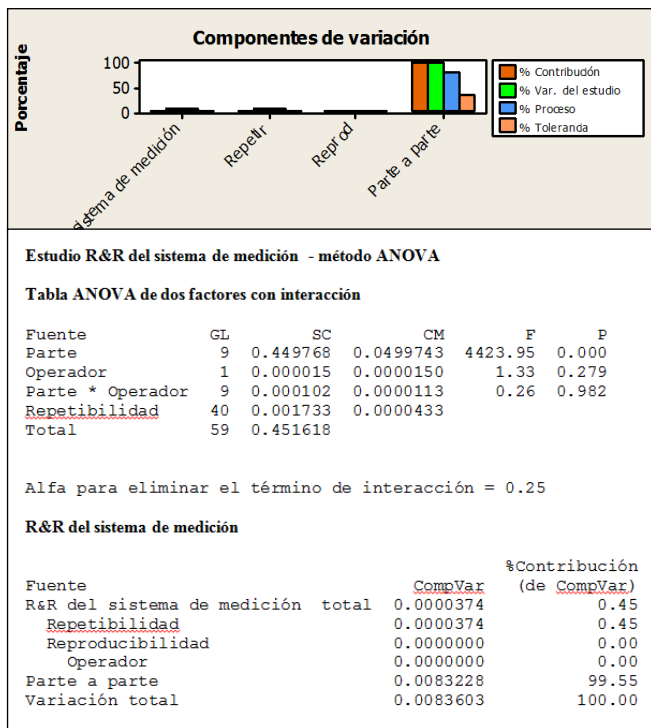 Componentes de variación
Porcentaje
100
50
0
sistema de medición
Repetir
Reprod
Parte a parte
% Contribución
% Var. del estudio
% Proceso
% Toleranda
Estudio R&R del sistema de medición - método ANOVA
Tabla ANOVA de dos factores con interacción
Fuente GL SC CM F P
Parte 9 0.449768 0.0499743 4423.95 0.000
Operador 1 0.000015 0.0000150 1.33 0.279
Parte * Operador 9 0.000102 0.0000113 0.26 0.982
Repetibilidad 40 0.001733 0.0000433
Total 59 0.451618
Alfa para eliminar el término de interacción = 0.25
R&R del sistema de medición
%Contribución
Fuente CompVar (de CompVar)
R&R del sistema de medición total 0.0000374 0.45
Repetibilidad 0.0000374 0.45
Reproducibilidad 0.0000000 0.00
Operador 0.0000000 0.00
Parte a parte 0.0083228 99.55
Variación total 0.0083603 100.00